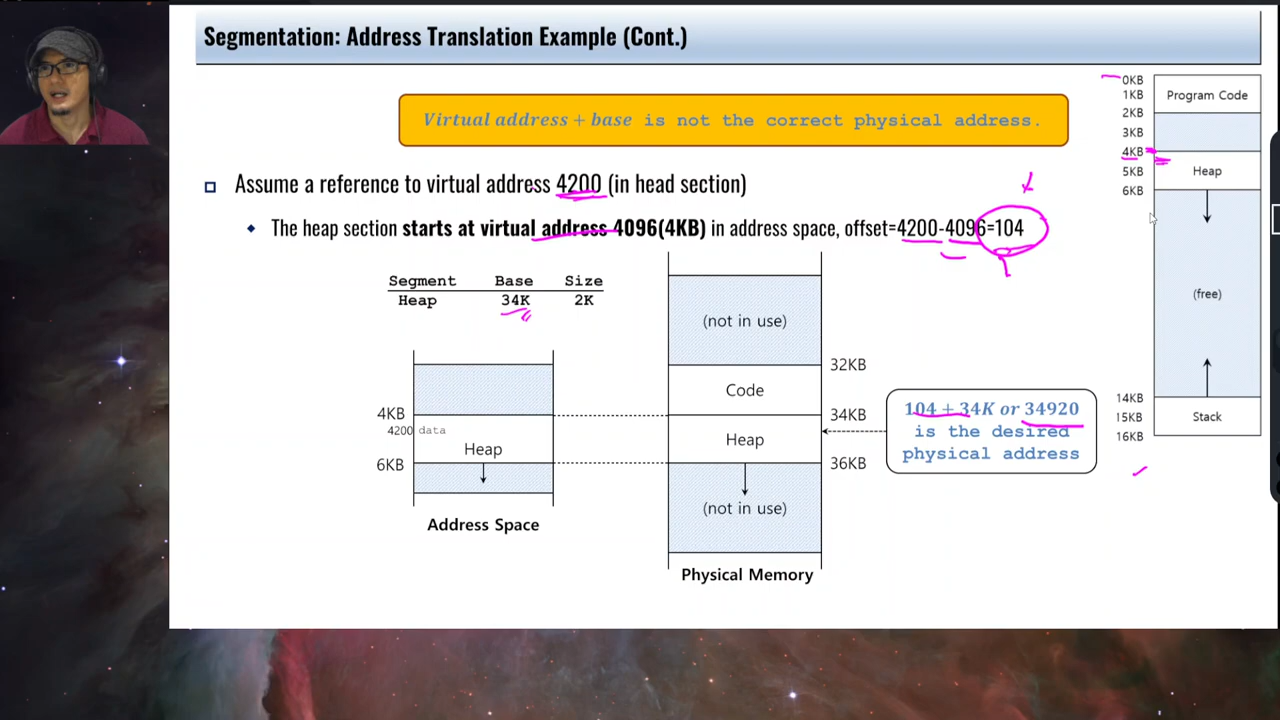 Segmentation: Address Translation Example (Cont.)
Virtual address + base is not the correct physical address.
Assume a reference to virtual address 4200 (in head section)
The heap section starts at virtual address 4096(4KB) in address space, offset=4200-4096=104
Segment Base Size
Heap 34K 2K
4KB
4200 data
Heap
6KB
Address Space
(not in use)
32KB
Code
34KB
Heap
36KB
(not in use)
Physical Memory
104 + 34K or 34920
is the desired
physical address
0KB
1KB
Program Code
2KB
3KB
4KB
5KB
Heap
6KB
(free)
14KB
15KB
Stack
16KB